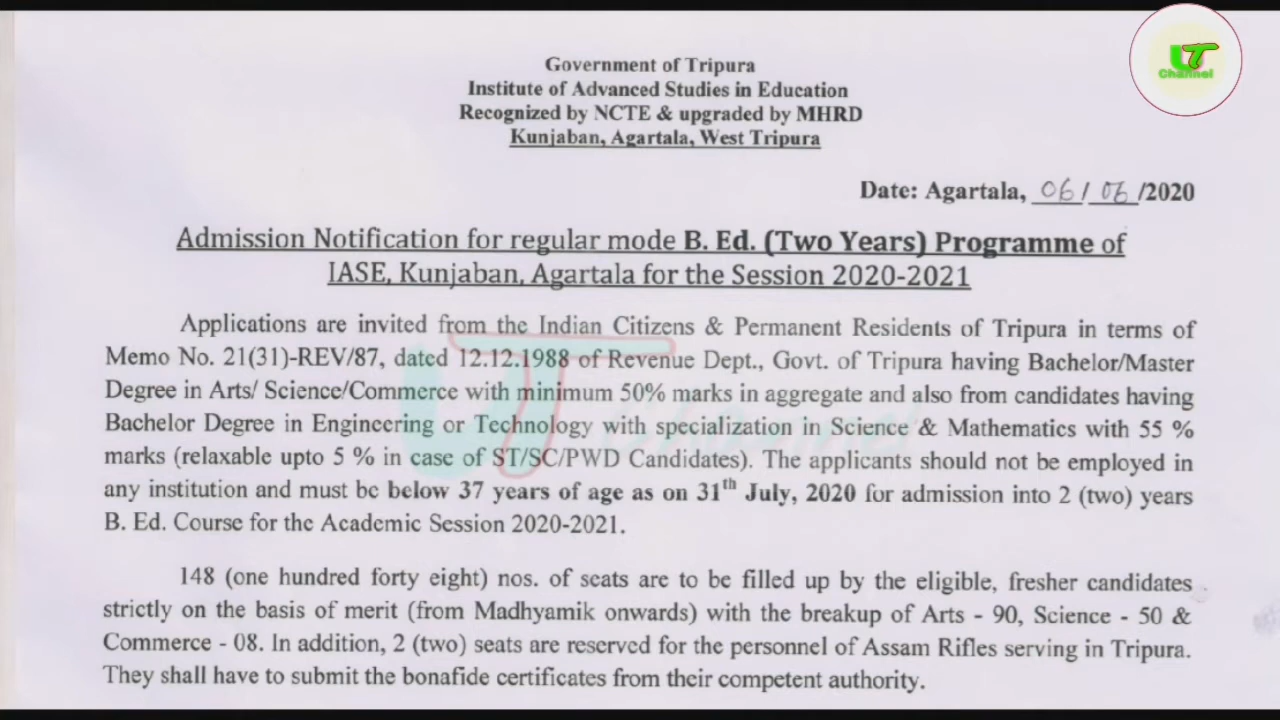 UT
Channel
Government of Tripura
Institute of Advanced Studies in Education
Recognized by NCTE & upgraded by MHRD
Kunjaban, Agartala, West Tripura
Date: Agartala, 06/06/2020
Admission Notification for regular mode B. Ed. (Two Years) Programme of
IASE, Kunjaban, Agartala for the Session 2020-2021
Applications are invited from the Indian Citizens & Permanent Residents of Tripura in terms of
Memo No. 21(31)-REV/87, dated 12.12.1988 of Revenue Dept., Govt. of Tripura having Bachelor/Master
Degree in Arts/ Science/Commerce with minimum 50% marks in aggregate and also from candidates having
Bachelor Degree in Engineering or Technology with specialization in Science & Mathematics with 55 %
marks (relaxable upto 5 % in case of ST/SC/PWD Candidates). The applicants should not be employed in
any institution and must be below 37 years of age as on 31th July, 2020 for admission into 2 (two) years
B. Ed. Course for the Academic Session 2020-2021.
148 (one hundred forty eight) nos. of seats are to be filled up by the eligible, fresher candidates
strictly on the basis of merit (from Madhyamik onwards) with the breakup of Arts - 90, Science - 50 &
Commerce - 08. In addition, 2 (two) seats are reserved for the personnel of Assam Rifles serving in Tripura.
They shall have to submit the bonafide certificates from their competent authority.